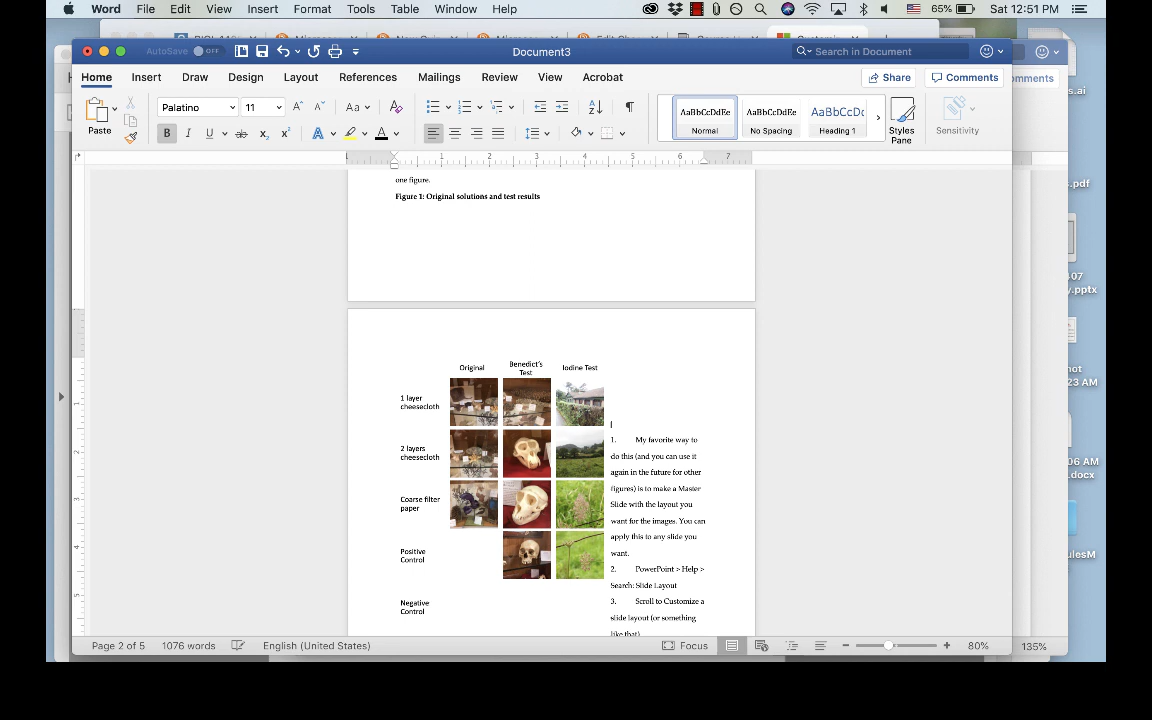 Word File Edit View Insert Format Tools Table Window Help 65% Sat 12:51 PM
AutoSave OFF Document3 Search in Document
Home Insert Draw Design Layout References Mailings Review View Acrobat Share Comments
Paste Palatino 11 Aa AaBbCcDdEe AaBbCcDdEe AaBbCcDc
Normal No Spacing Heading 1 Styles Pane Sensitivity
one figure.
Figure 1: Original solutions and test results
Original Benedict's Test Iodine Test
1 layer
cheesecloth
2 layers
cheesecloth
Coarse filter
paper
Positive
Control
Negative
Control
1. My favorite way to
do this (and you can use it
again in the future for other
figures) is to make a Master
Slide with the layout you
want for the images. You can
apply this to any slide you
want.
2. PowerPoint > Help >
Search: Slide Layout
3. Scroll to Customize a
slide layout (or something
like that)
Page 2 of 5 1076 words English (United States) Focus 80% 135%